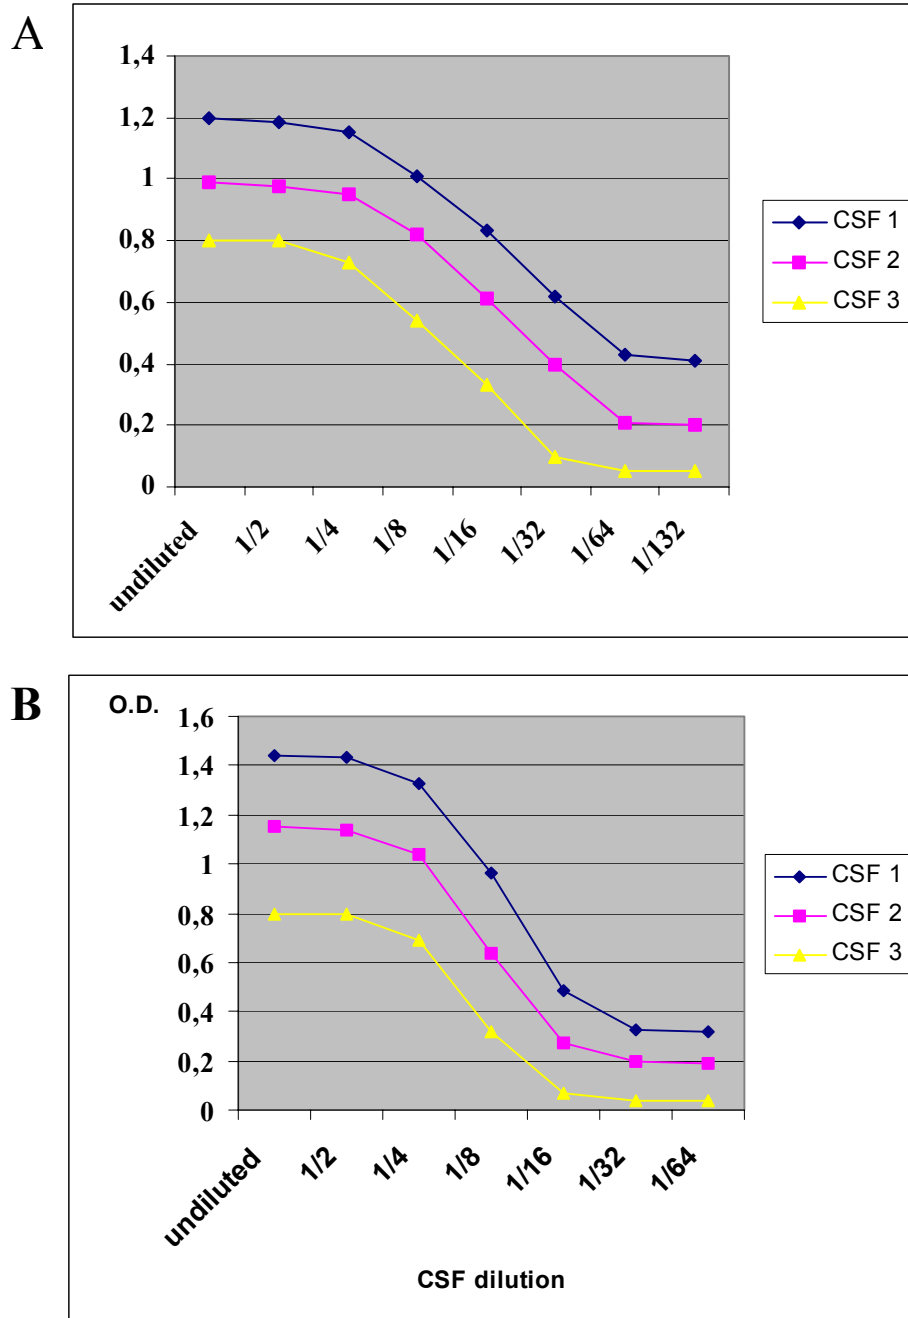 A
1,4
1,2
1
0,8
0,6
0,4
0,2
0
undiluted
1/2
1/4
1/8
1/16
1/32
1/64
1/132
CSF 1
CSF 2
CSF 3
B
O.D.
1,6
1,4
1,2
1
0,8
0,6
0,4
0,2
0
undiluted
1/2
1/4
1/8
1/16
1/32
1/64
CSF dilution
CSF 1
CSF 2
CSF 3